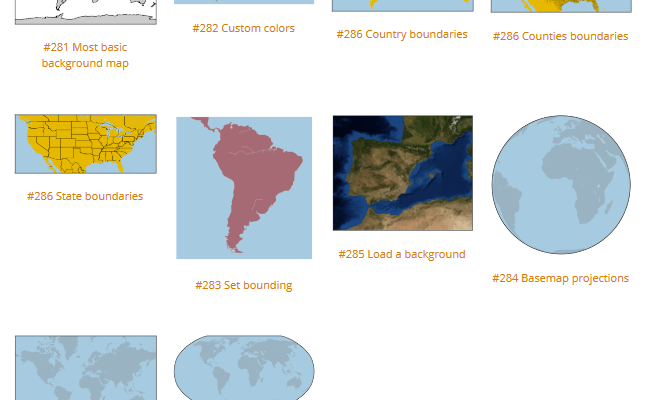 #281 Most basic
background map
#282 Custom colors
#286 Country boundaries
#286 Counties boundaries
#286 State boundaries
#283 Set bounding
#285 Load a background
#284 Basemap projections